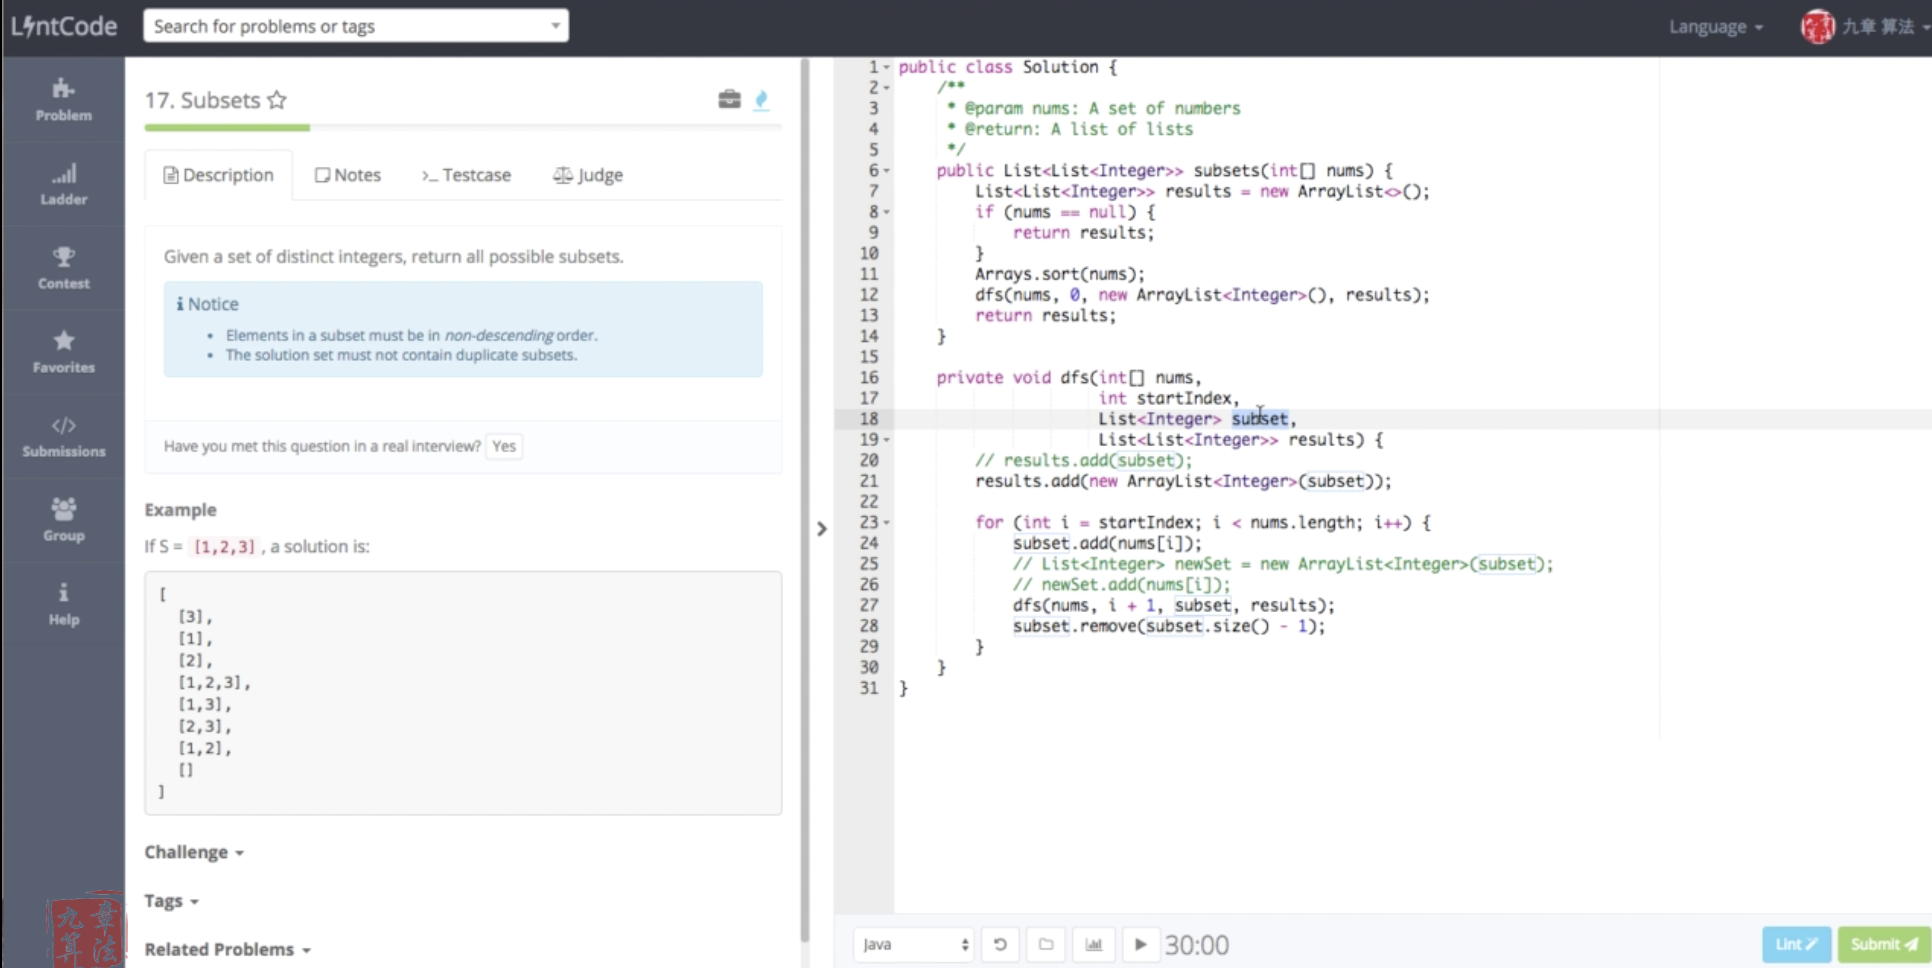 LintCode
Search for problems or tags
Language
九章 算法
Problem
Ladder
Contest
Favorites
Submissions
Group
Help
17. Subsets
Description
Notes
>_ Testcase
Judge
Given a set of distinct integers, return all possible subsets.
Notice
• Elements in a subset must be in non-descending order.
• The solution set must not contain duplicate subsets.
Have you met this question in a real interview? Yes
Example
If S = [1,2,3] , a solution is:
[
[3],
[1],
[2],
[1,2,3],
[1,3],
[2,3],
[1,2],
[]
]
Challenge
Tags
Related Problems
九章
算法
1 public class Solution {
2 /**
3 * @param nums: A set of numbers
4 * @return: A list of lists
5 */
6 public List<List<Integer>> subsets(int[] nums) {
7 List<List<Integer>> results = new ArrayList<>();
8 if (nums == null) {
9 return results;
10 }
11 Arrays.sort(nums);
12 dfs(nums, 0, new ArrayList<Integer>(), results);
13 return results;
14 }
15
16 private void dfs(int[] nums,
17 int startIndex,
18 List<Integer> subset,
19 List<List<Integer>> results) {
20 // results.add(subset);
21 results.add(new ArrayList<Integer>(subset));
22
23 for (int i = startIndex; i < nums.length; i++) {
24 subset.add(nums[i]);
25 // List<Integer> newSet = new ArrayList<Integer>(subset);
26 // newSet.add(nums[i]);
27 dfs(nums, i + 1, subset, results);
28 subset.remove(subset.size() - 1);
29 }
30 }
31 }
Java
30:00
Lint
Submit